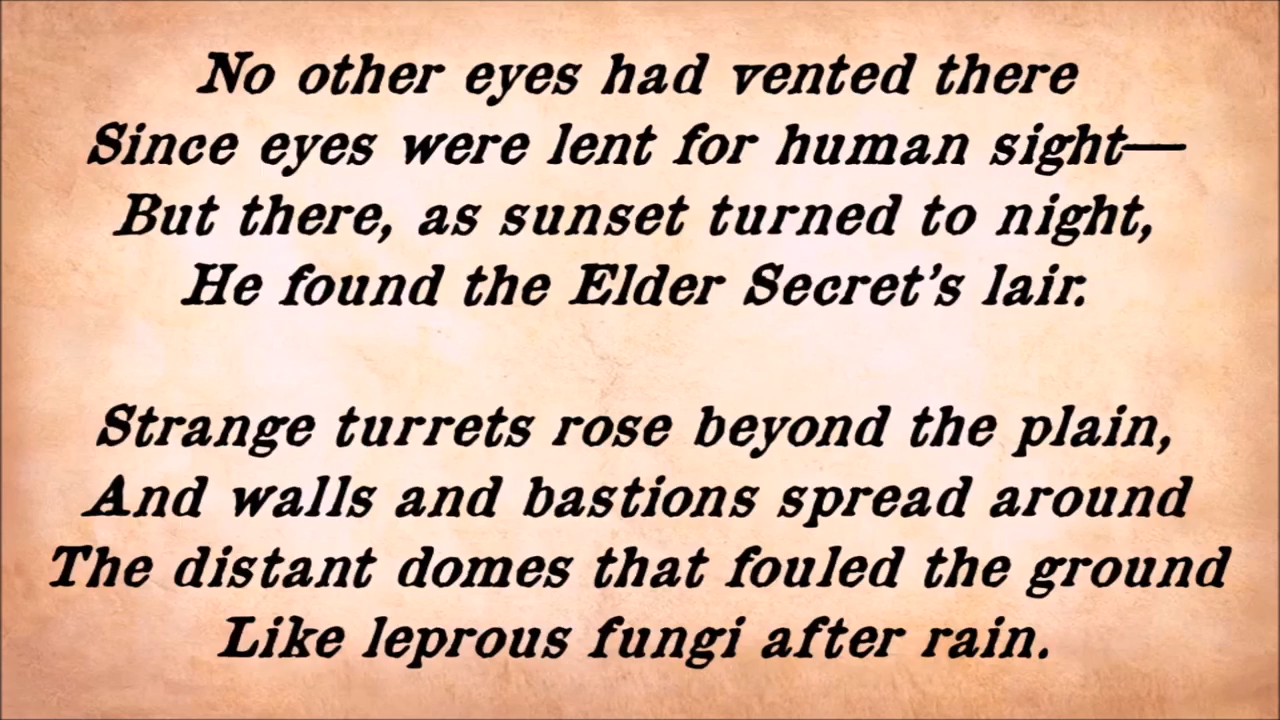 No other eyes had vented there
Since eyes were lent for human sight—
But there, as sunset turned to night,
He found the Elder Secret's lair.
Strange turrets rose beyond the plain,
And walls and bastions spread around
The distant domes that fouled the ground
Like leprous fungi after rain.